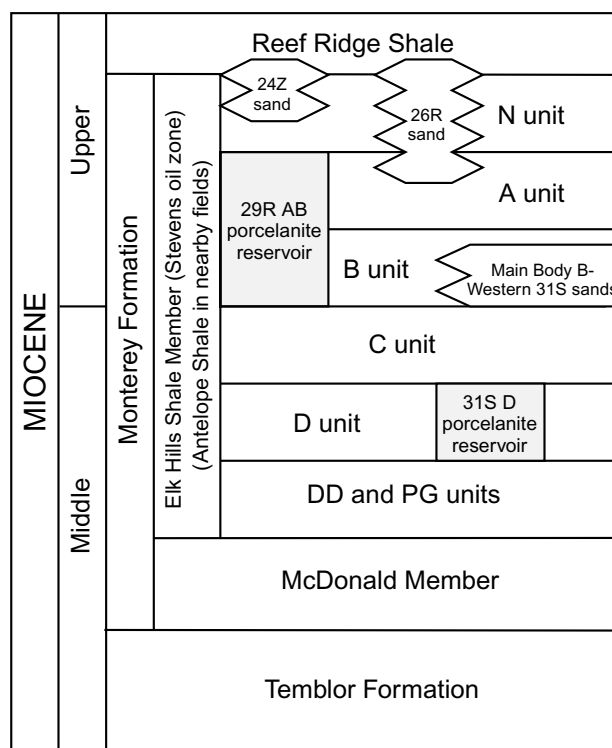 MIOCENE
Upper
Middle
Monterey Formation
Elk Hills Shale Member (Stevens oil zone)
(Antelope Shale in nearby fields)
Reef Ridge Shale
24Z
sand
26R
sand
N unit
A unit
29R AB
porcelanite
reservoir
B unit
Main Body B-
Western 31S sands
C unit
D unit
31S D
porcelanite
reservoir
DD and PG units
McDonald Member
Temblor Formation